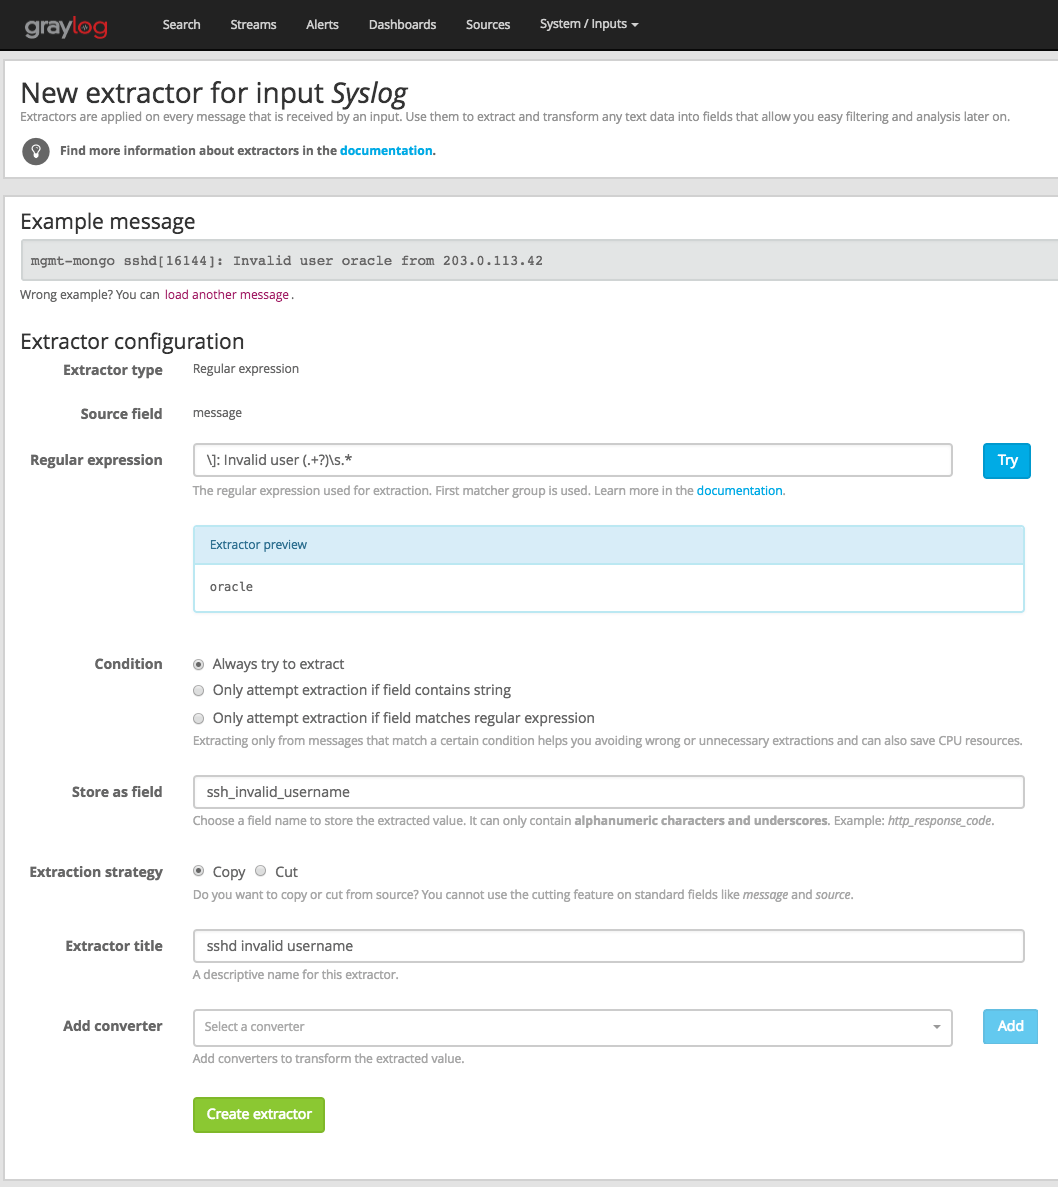 graylog Search Streams Alerts Dashboards Sources System / Inputs
New extractor for input Syslog
Extractors are applied on every message that is received by an input. Use them to extract and transform any text data into fields that allow you easy filtering and analysis later on.
Find more information about extractors in the documentation.
Example message
mgmt-mongo sshd[16144]: Invalid user oracle from 203.0.113.42
Wrong example? You can load another message .
Extractor configuration
Extractor type Regular expression
Source field message
Regular expression \]: Invalid user (.+?)\s.* Try
The regular expression used for extraction. First matcher group is used. Learn more in the documentation.
Extractor preview
oracle
Condition Always try to extract
Only attempt extraction if field contains string
Only attempt extraction if field matches regular expression
Extracting only from messages that match a certain condition helps you avoiding wrong or unnecessary extractions and can also save CPU resources.
Store as field ssh_invalid_username
Choose a field name to store the extracted value. It can only contain alphanumeric characters and underscores. Example: http_response_code.
Extraction strategy Copy Cut
Do you want to copy or cut from source? You cannot use the cutting feature on standard fields like message and source.
Extractor title sshd invalid username
A descriptive name for this extractor.
Add converter Select a converter Add
Add converters to transform the extracted value.
Create extractor